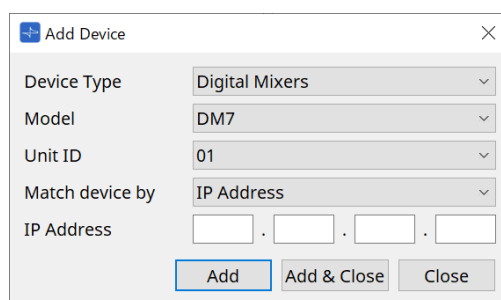 Add Device
Device Type Digital Mixers
Model DM7
Unit ID 01
Match device by IP Address
IP Address . . .
Add Add & Close Close